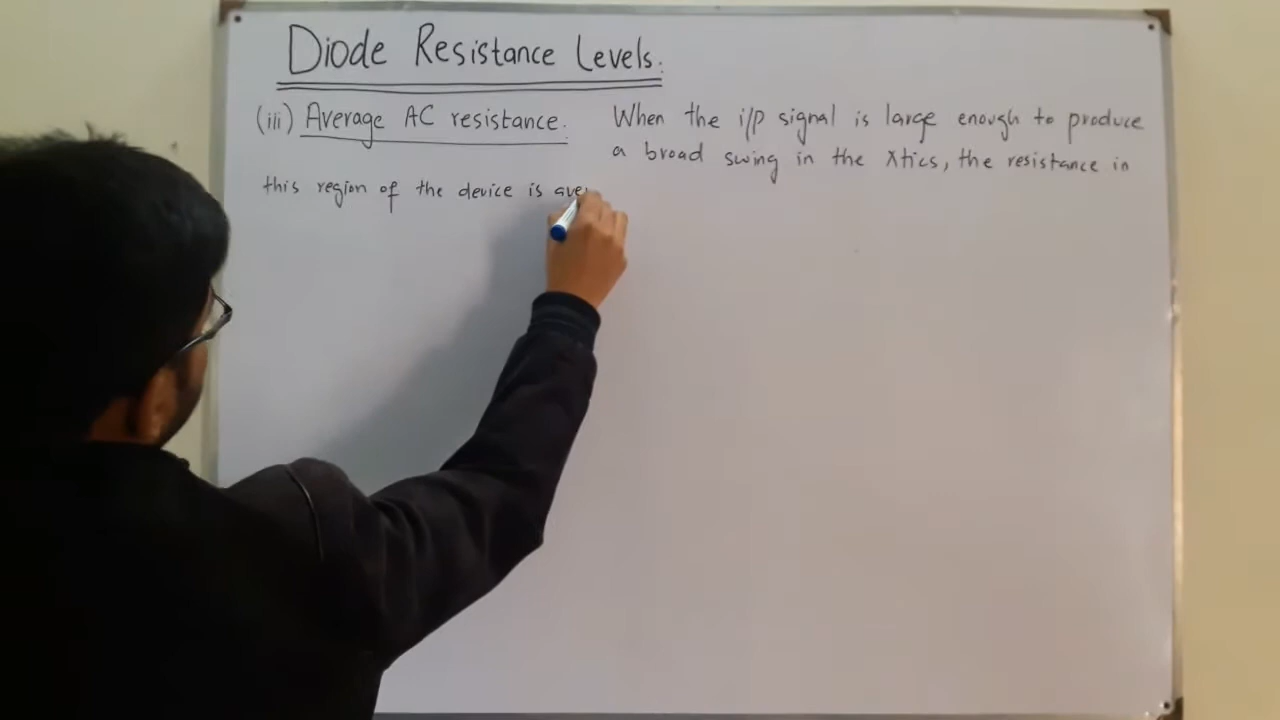 Diode Resistance Levels.
(iii) Average AC resistance. When the i/p signal is large enough to produce
a broad swing in the Xtics, the resistance in
this region of the device is ave